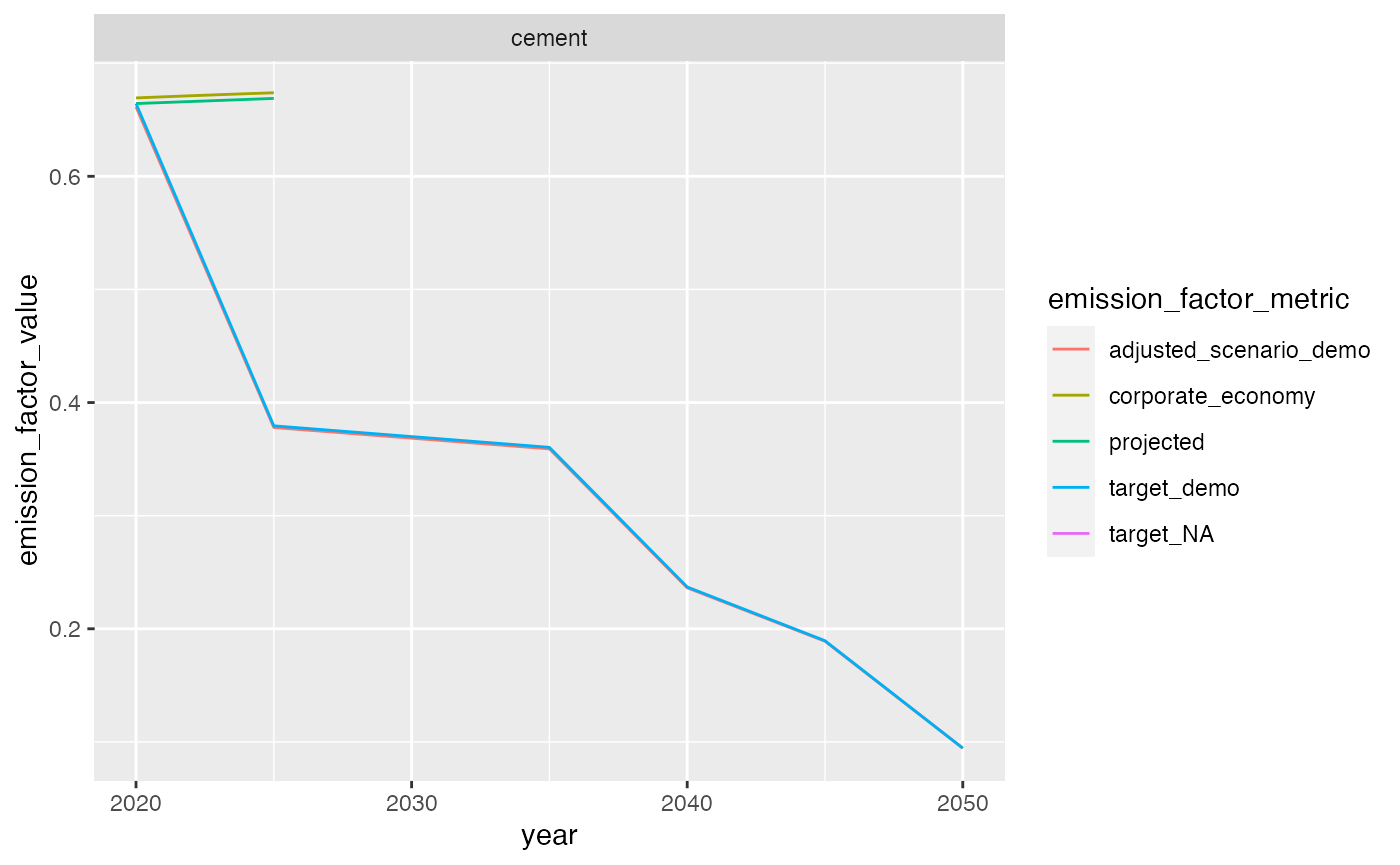 cement
emission_factor_value
0.6
0.4
0.2
2020 2030 2040 2050
year
emission_factor_metric
adjusted_scenario_demo
corporate_economy
projected
target_demo
target_NA